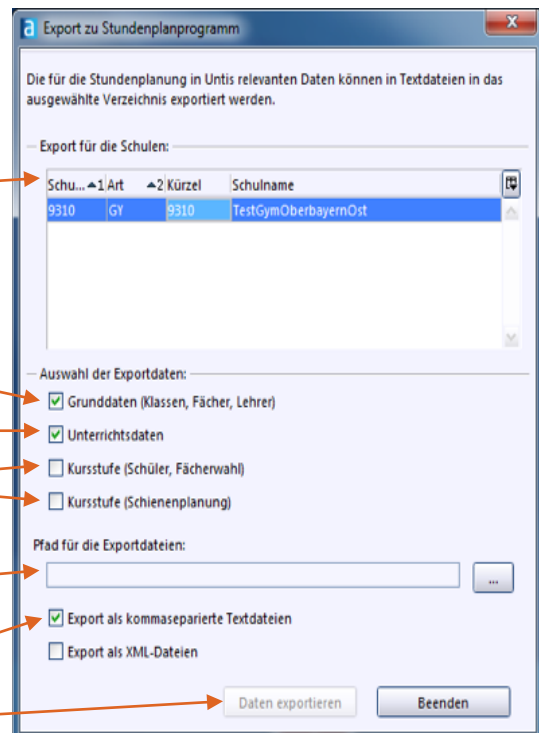 Export zu Stundenplanprogramm
Die für die Stundenplanung in Untis relevanten Daten können in Textdateien in das
ausgewählte Verzeichnis exportiert werden.
Export für die Schulen:
Schu... 1 Art 2 Kürzel Schulname
9310 GY 9310 TestGymOberbayernOst
Auswahl der Exportdaten:
Grunddaten (Klassen, Fächer, Lehrer)
Unterrichtsdaten
Kursstufe (Schüler, Fächerwahl)
Kursstufe (Schienenplanung)
Pfad für die Exportdateien:
...
Export als kommaseparierte Textdateien
Export als XML-Dateien
Daten exportieren Beenden